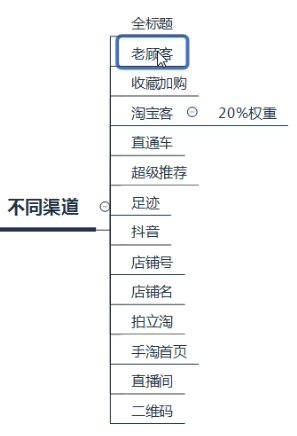 全标题
老顾客
收藏加购
淘宝客 20%权重
直通车
超级推荐
不同渠道
足迹
抖音
店铺号
店铺名
拍立淘
手淘首页
直播间
二维码